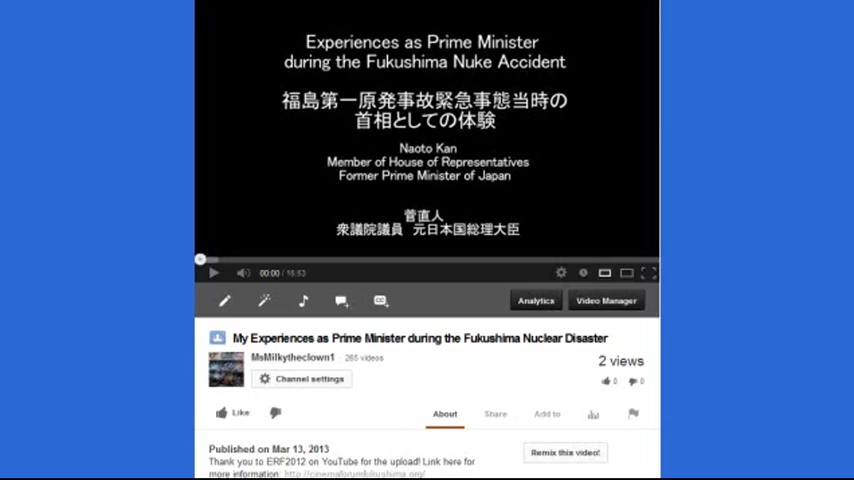 Experiences as Prime Minister
during the Fukushima Nuke Accident
福島第一原発事故緊急事態当時の
首相としての体験
Naoto Kan
Member of House of Representatives
Former Prime Minister of Japan
菅直人
衆議院議員 元日本国総理大臣
00:00 / 16:53
Analytics
Video Manager
My Experiences as Prime Minister during the Fukushima Nuclear Disaster
MsMilkytheclown1 · 265 videos
2 views
Channel settings
0 0
Like
About
Share
Add to
Published on Mar 13, 2013
Remix this video!
Thank you to ERF2012 on YouTube for the upload! Link here for
more information: http://cinemaforumfukushima.org/